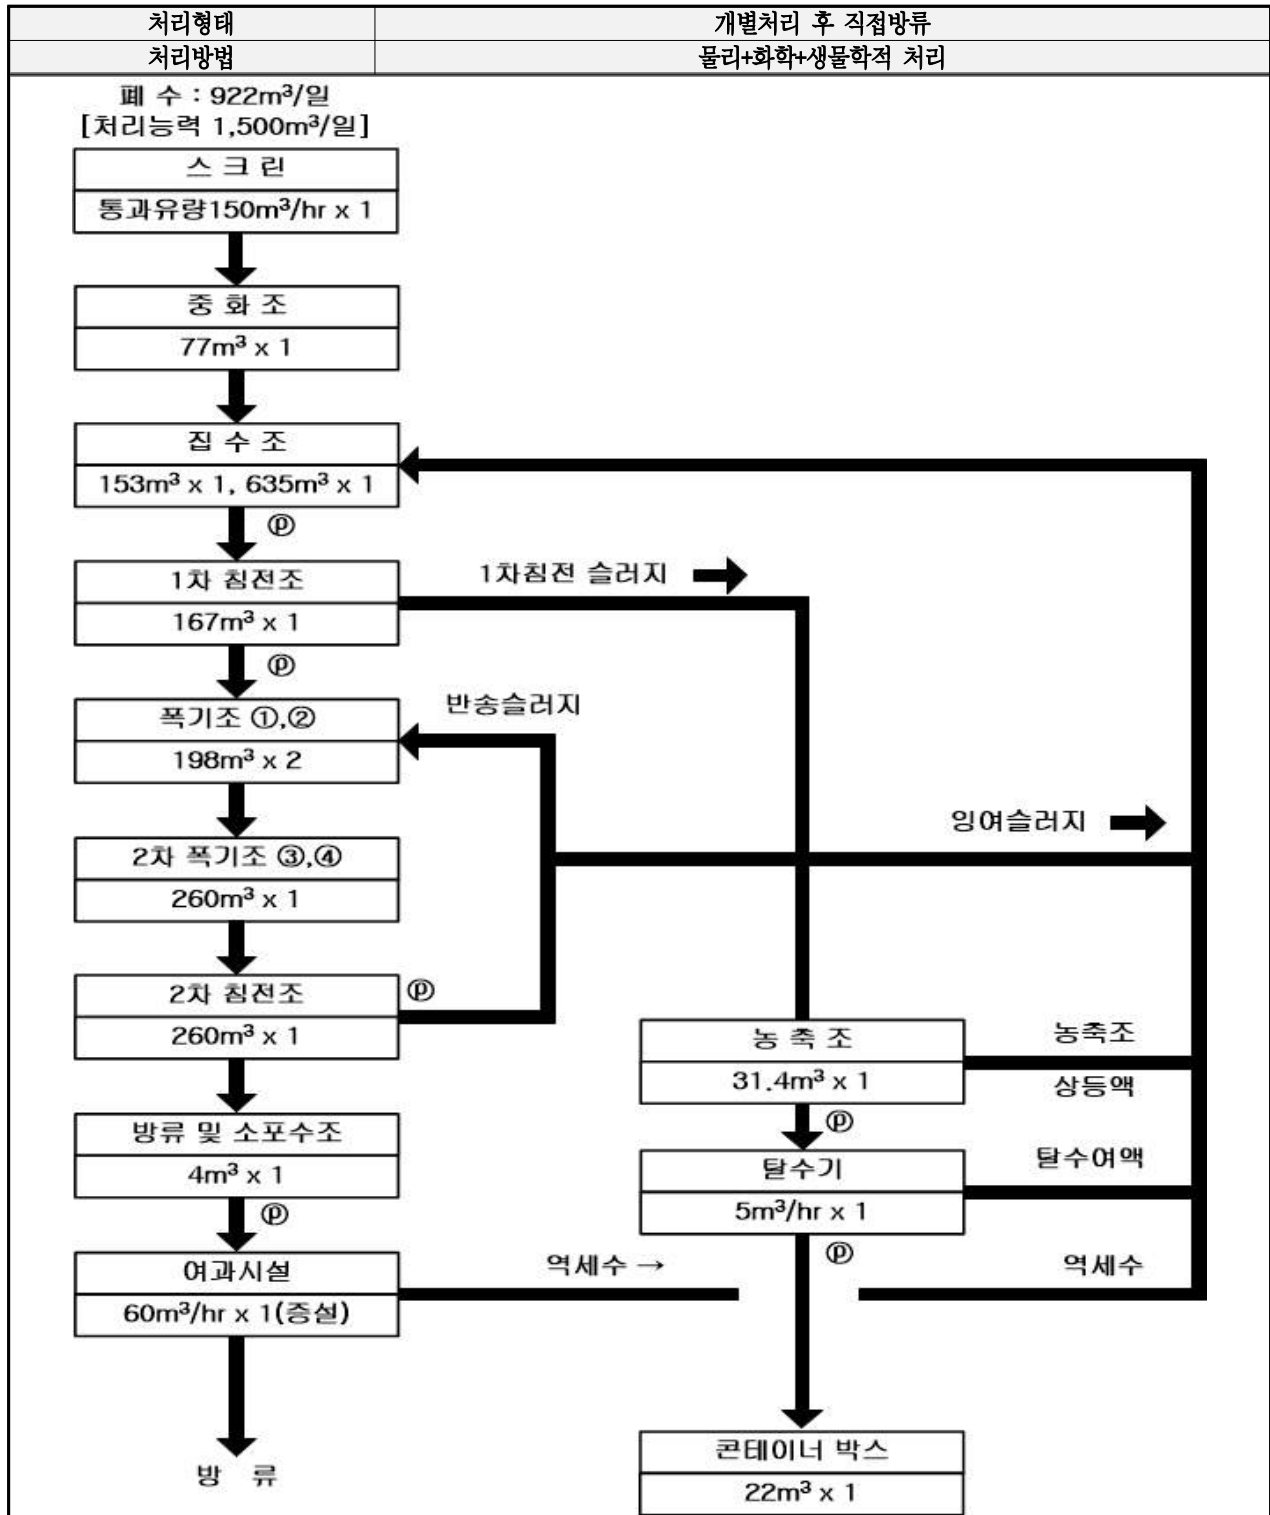 처리형태 개별처리 후 직접방류
처리방법 물리+화학+생물학적 처리
폐 수 : 922m³/일
[처리능력 1,500m³/일]
스 크 린
통과유량150m³/hr x 1
중 화 조
77m³ x 1
집 수 조
153m³ x 1, 635m³ x 1
ⓟ
1차 침전조
167m³ x 1
1차침전 슬러지
ⓟ
폭기조 ①,②
198m³ x 2
반송슬러지
잉여슬러지
2차 폭기조 ③,④
260m³ x 1
2차 침전조
260m³ x 1
ⓟ
방류 및 소포수조
4m³ x 1
ⓟ
여과시설
60m³/hr x 1(증설)
역세수 →
방 류
농 축 조
31.4m³ x 1
농축조
상등액
ⓟ
탈수기
5m³/hr x 1
탈수여액
ⓟ
역세수
콘테이너 박스
22m³ x 1